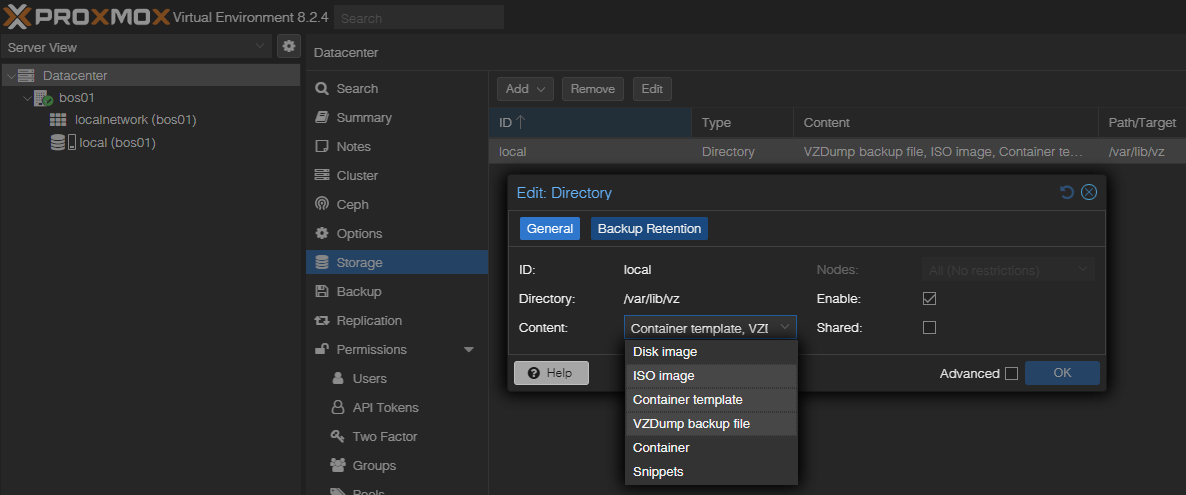 PROXMOX Virtual Environment 8.2.4 Search
Server View
Datacenter
bos01
localnetwork (bos01)
local (bos01)
Datacenter
Search
Summary
Notes
Cluster
Ceph
Options
Storage
Backup
Replication
Permissions
Users
API Tokens
Two Factor
Groups
Pools
Add Remove Edit
ID Type Content Path/Target
local Directory VZDump backup file, ISO image, Container te... /var/lib/vz
Edit: Directory
General Backup Retention
ID: local Nodes: All (No restrictions)
Directory: /var/lib/vz Enable:
Content: Container template, VZD Shared:
Disk image
ISO image
Container template
VZDump backup file
Container
Snippets
Help Advanced OK